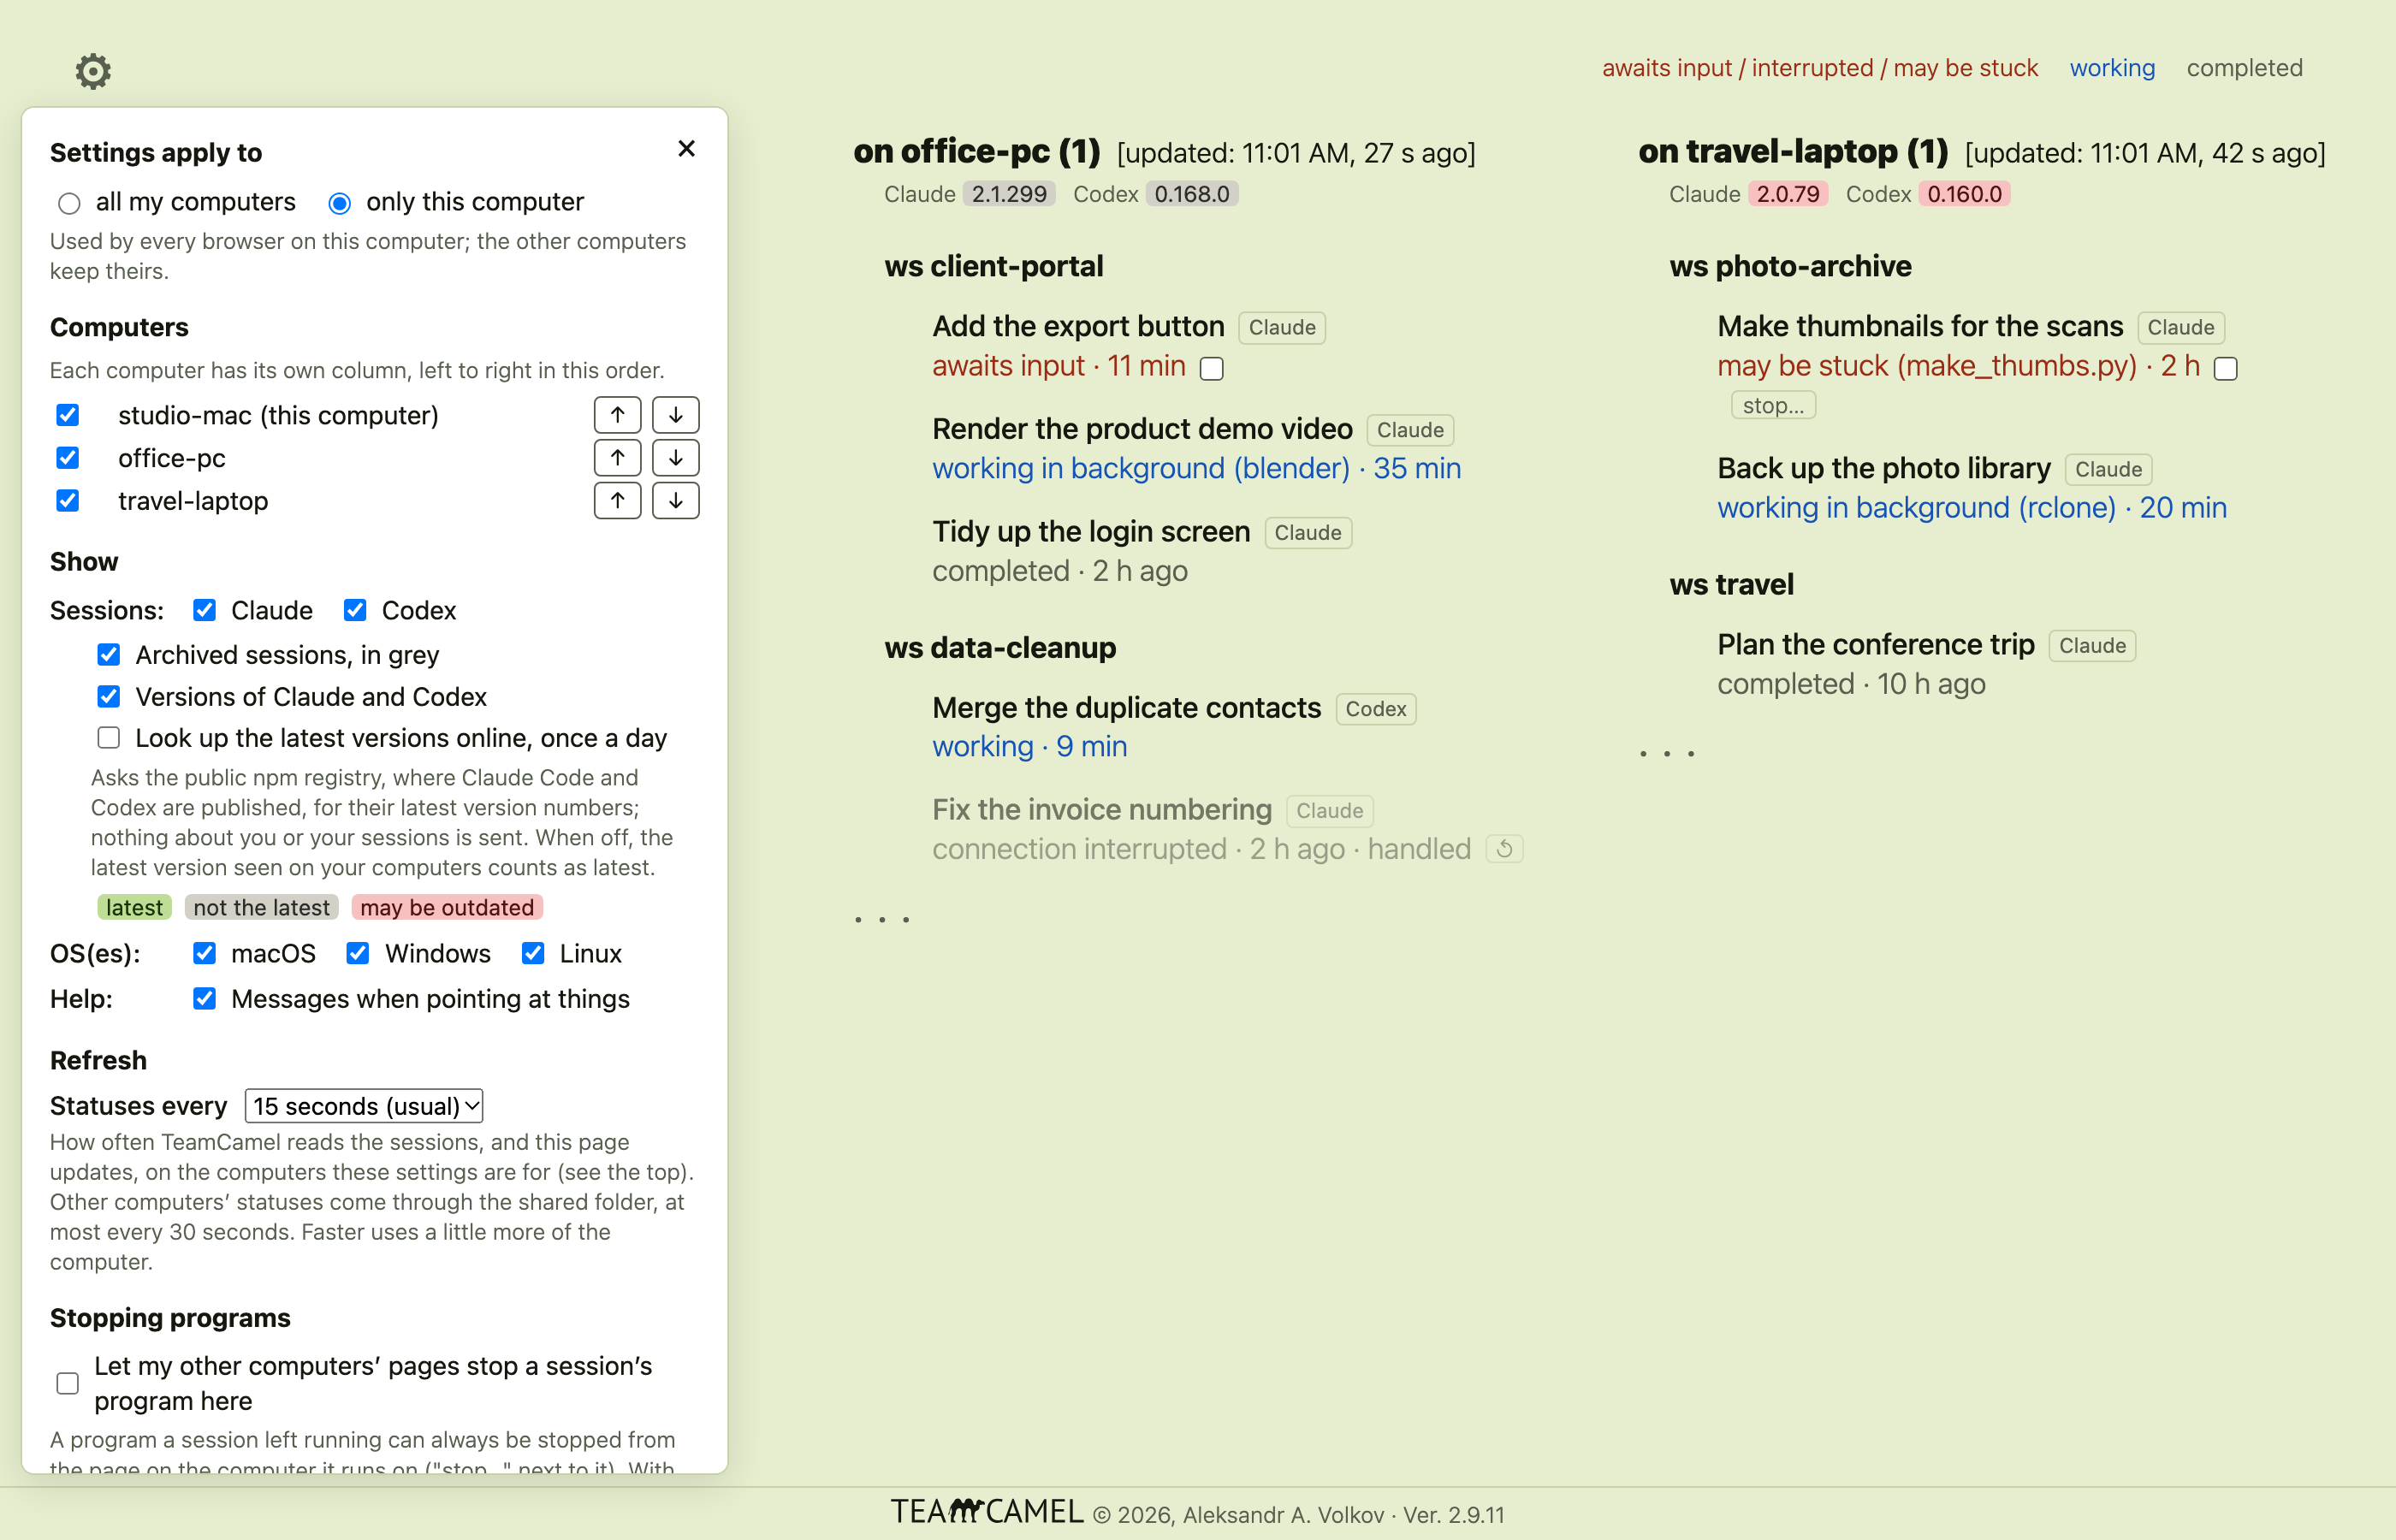 awaits input / interrupted / may be stuck working completed
Settings apply to ×
all my computers only this computer
Used by every browser on this computer; the other computers
keep theirs.
Computers
Each computer has its own column, left to right in this order.
studio-mac (this computer) ↑ ↓
office-pc ↑ ↓
travel-laptop ↑ ↓
Show
Sessions: Claude Codex
Archived sessions, in grey
Versions of Claude and Codex
Look up the latest versions online, once a day
Asks the public npm registry, where Claude Code and
Codex are published, for their latest version numbers;
nothing about you or your sessions is sent. When off, the
latest version seen on your computers counts as latest.
latest not the latest may be outdated
OS(es): macOS Windows Linux
Help: Messages when pointing at things
Refresh
Statuses every 15 seconds (usual)
How often TeamCamel reads the sessions, and this page
updates, on the computers these settings are for (see the top).
Other computers’ statuses come through the shared folder, at
most every 30 seconds. Faster uses a little more of the
computer.
Stopping programs
Let my other computers’ pages stop a session’s
program here
A program a session left running can always be stopped from
the page on the computer it runs on ("stop…" next to it). With
on office-pc (1) [updated: 11:01 AM, 27 s ago]
Claude 2.1.299 Codex 0.168.0
ws client-portal
Add the export button Claude
awaits input · 11 min
Render the product demo video Claude
working in background (blender) · 35 min
Tidy up the login screen Claude
completed · 2 h ago
ws data-cleanup
Merge the duplicate contacts Codex
working · 9 min
Fix the invoice numbering Claude
connection interrupted · 2 h ago · handled
. . .
on travel-laptop (1) [updated: 11:01 AM, 42 s ago]
Claude 2.0.79 Codex 0.160.0
ws photo-archive
Make thumbnails for the scans Claude
may be stuck (make_thumbs.py) · 2 h
stop...
Back up the photo library Claude
working in background (rclone) · 20 min
ws travel
Plan the conference trip Claude
completed · 10 h ago
. . .
TEAMCAMEL © 2026, Aleksandr A. Volkov · Ver. 2.9.11